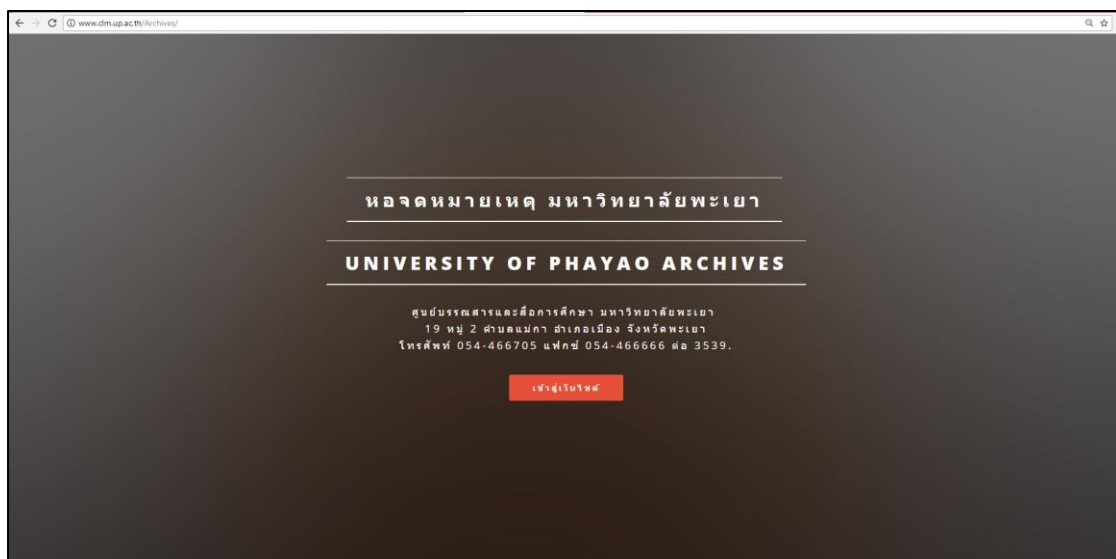 www.clm.up.ac.th/Archives/
หอจดหมายเหตุ มหาวิทยาลัยพะเยา
UNIVERSITY OF PHAYAO ARCHIVES
ศูนย์บรรณสารและสื่อการศึกษา มหาวิทยาลัยพะเยา
19 หมู่ 2 ตำบลแม่กา อำเภอเมือง จังหวัดพะเยา
โทรศัพท์ 054-466705 แฟกซ์ 054-466666 ต่อ 3539.
เข้าสู่เว็บไซต์